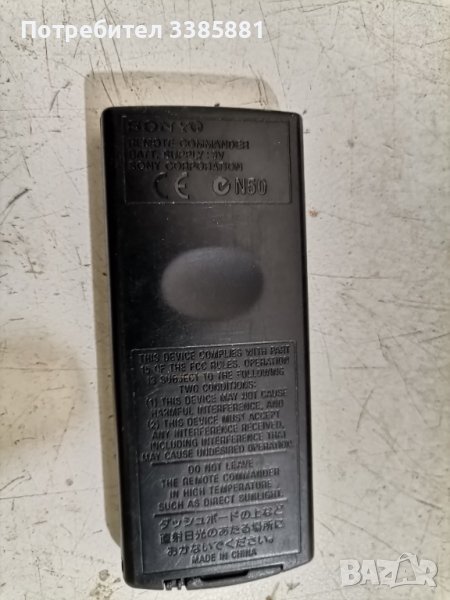 Потребител 3385881
SONY
REMOTE COMMANDER
BATT. SUPPLY: 3V
SONY CORPORATION
CE N50
THIS DEVICE COMPLIES WITH PART
15 OF THE FCC RULES. OPERATION
IS SUBJECT TO THE FOLLOWING
TWO CONDITIONS:
(1) THIS DEVICE MAY NOT CAUSE
HARMFUL INTERFERENCE, AND
(2) THIS DEVICE MUST ACCEPT
ANY INTERFERENCE RECEIVED,
INCLUDING INTERFERENCE THAT
MAY CAUSE UNDESIRED OPERATION.
DO NOT LEAVE
THE REMOTE COMMANDER
IN HIGH TEMPERATURE
SUCH AS DIRECT SUNLIGHT.
ダッシュボードの上など
直射日光のあたる場所に
おかないでください。
MADE IN CHINA
bazar